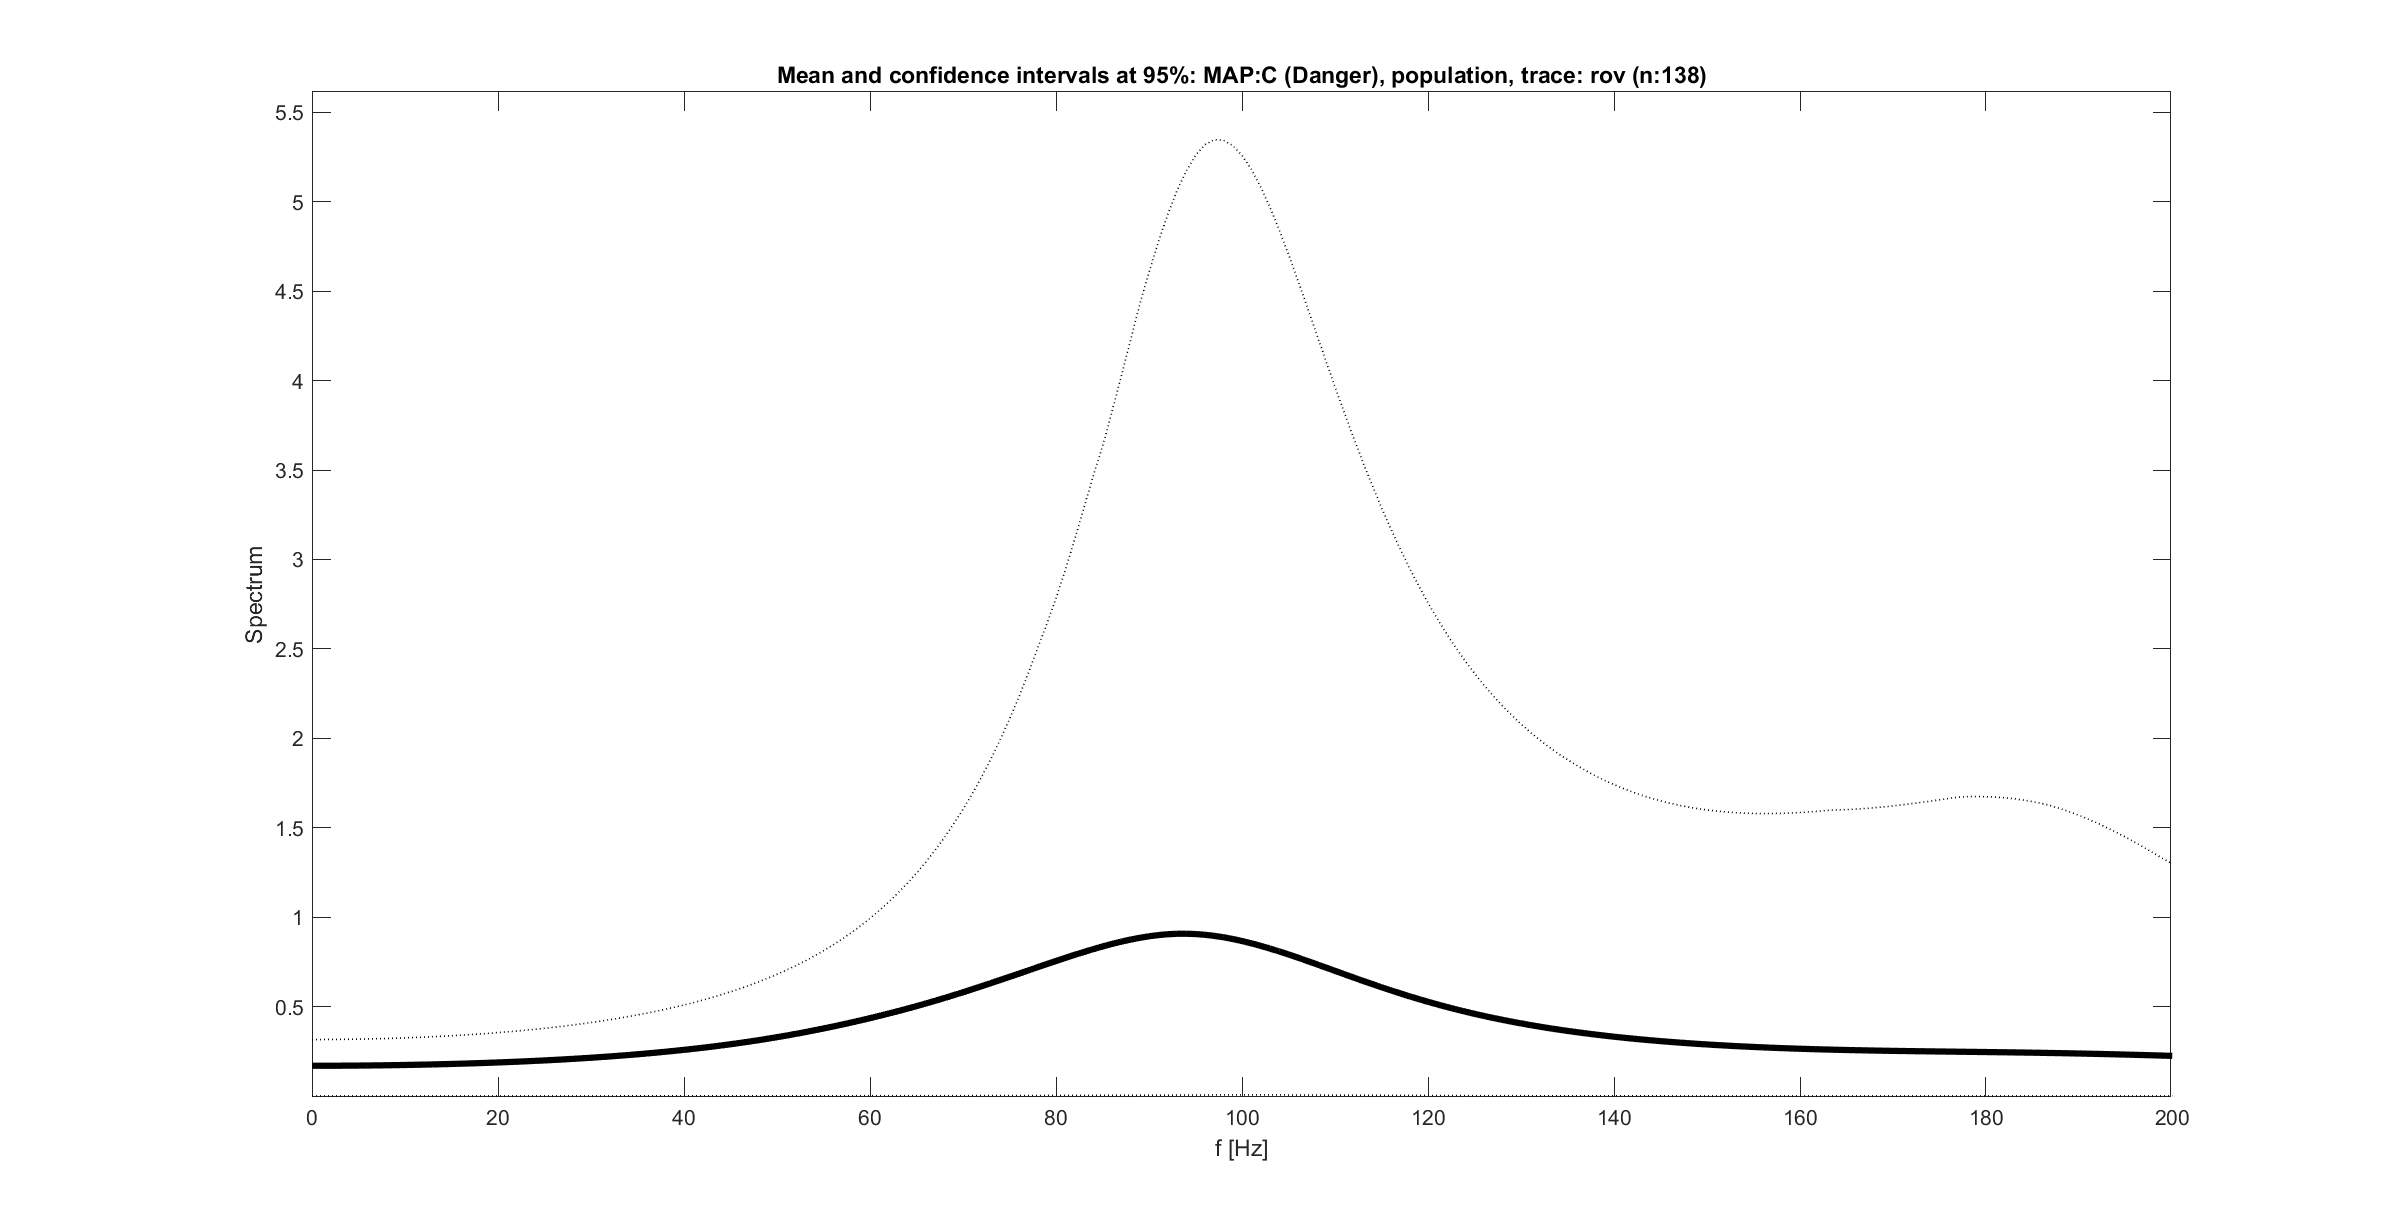 Mean and confidence intervals at 95%: MAP:C (Danger), population, trace: rov (n:138)
5.5
5
4.5
4
3.5
3
2.5
2
1.5
1
0.5
Spectrum
0 20 40 60 80 100 120 140 160 180 200
f [Hz]